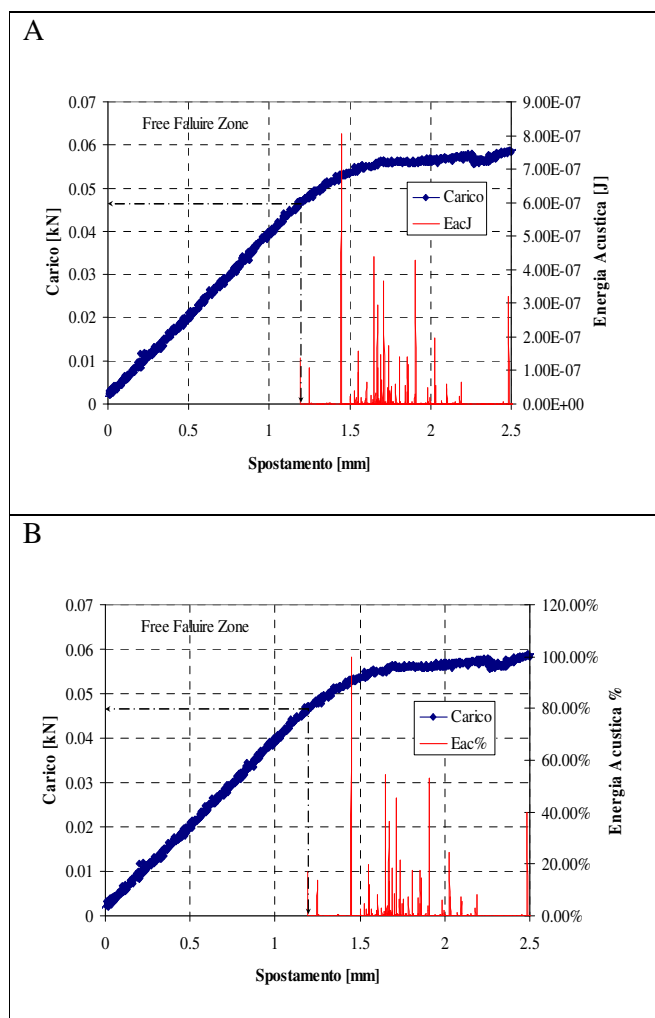 A
Free Faluire Zone
0.07
0.06
0.05
0.04
0.03
0.02
0.01
0
Carico [kN]
9.00E-07
8.00E-07
7.00E-07
6.00E-07
5.00E-07
4.00E-07
3.00E-07
2.00E-07
1.00E-07
0.00E+00
Energia Acustica [J]
Carico
EacJ
0 0.5 1 1.5 2 2.5
Spostamento [mm]
B
Free Faluire Zone
0.07
0.06
0.05
0.04
0.03
0.02
0.01
0
Carico [kN]
120.00%
100.00%
80.00%
60.00%
40.00%
20.00%
0.00%
Energia Acustica %
Carico
Eac%
0 0.5 1 1.5 2 2.5
Spostamento [mm]